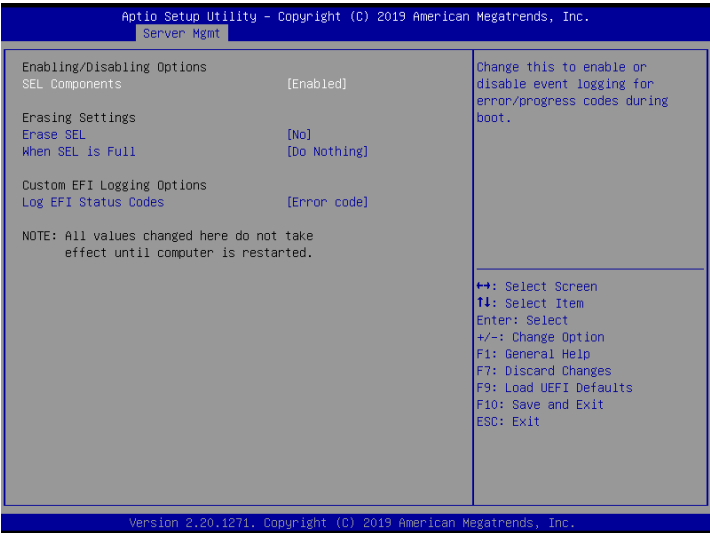 Aptio Setup Utility – Copyright (C) 2019 American Megatrends, Inc.
Server Mgmt
Enabling/Disabling Options
SEL Components [Enabled]
Erasing Settings
Erase SEL [No]
When SEL is Full [Do Nothing]
Custom EFI Logging Options
Log EFI Status Codes [Error code]
NOTE: All values changed here do not take
effect until computer is restarted.
Change this to enable or
disable event logging for
error/progress codes during
boot.
↔: Select Screen
↑↓: Select Item
Enter: Select
+/-: Change Option
F1: General Help
F7: Discard Changes
F9: Load UEFI Defaults
F10: Save and Exit
ESC: Exit
Version 2.20.1271. Copyright (C) 2019 American Megatrends, Inc.